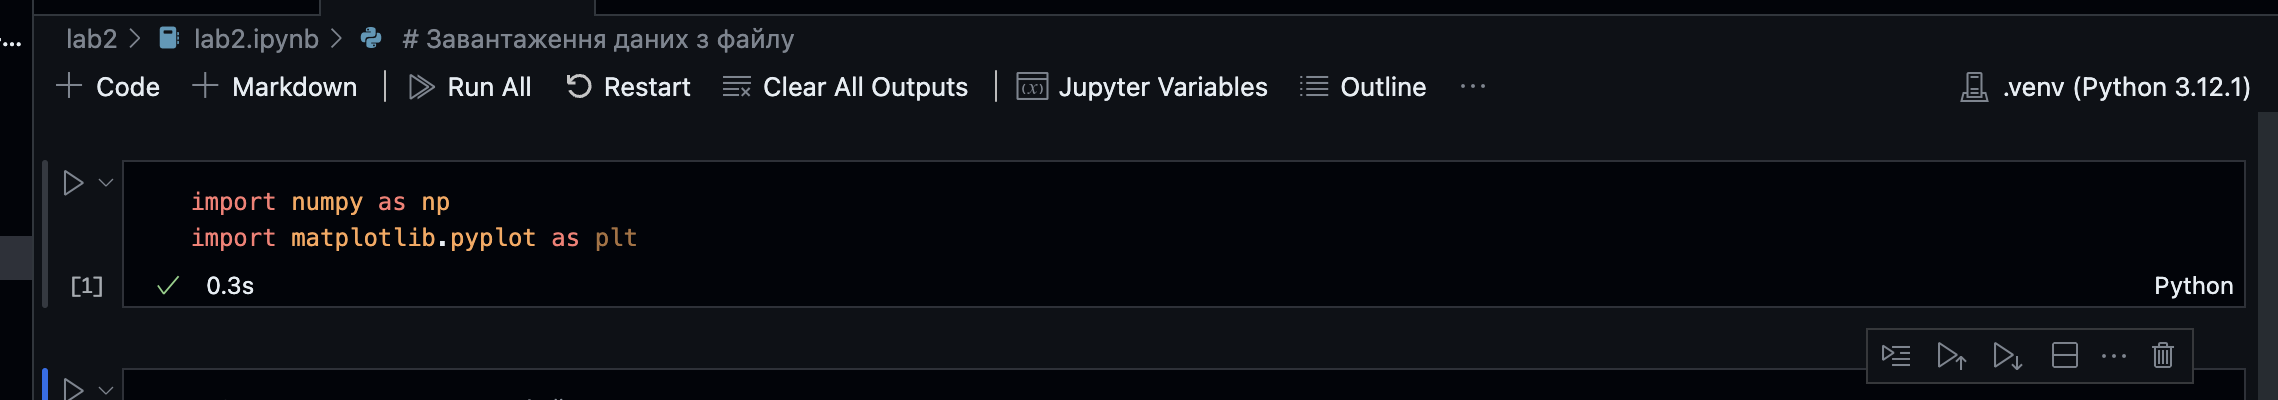 lab2 > lab2.ipynb > # Завантаження даних з файлу
Code Markdown Run All Restart Clear All Outputs Jupyter Variables Outline ... .venv (Python 3.12.1)
import numpy as np
import matplotlib.pyplot as plt
[1] 0.3s Python